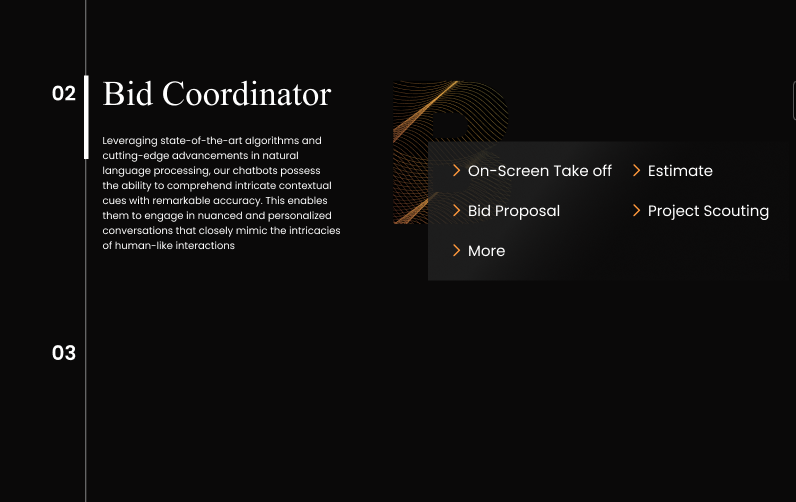 02
Bid Coordinator
Leveraging state-of-the-art algorithms and
cutting-edge advancements in natural
language processing, our chatbots possess
the ability to comprehend intricate contextual
cues with remarkable accuracy. This enables
them to engage in nuanced and personalized
conversations that closely mimic the intricacies
of human-like interactions
On-Screen Take off
Estimate
Bid Proposal
Project Scouting
More
03